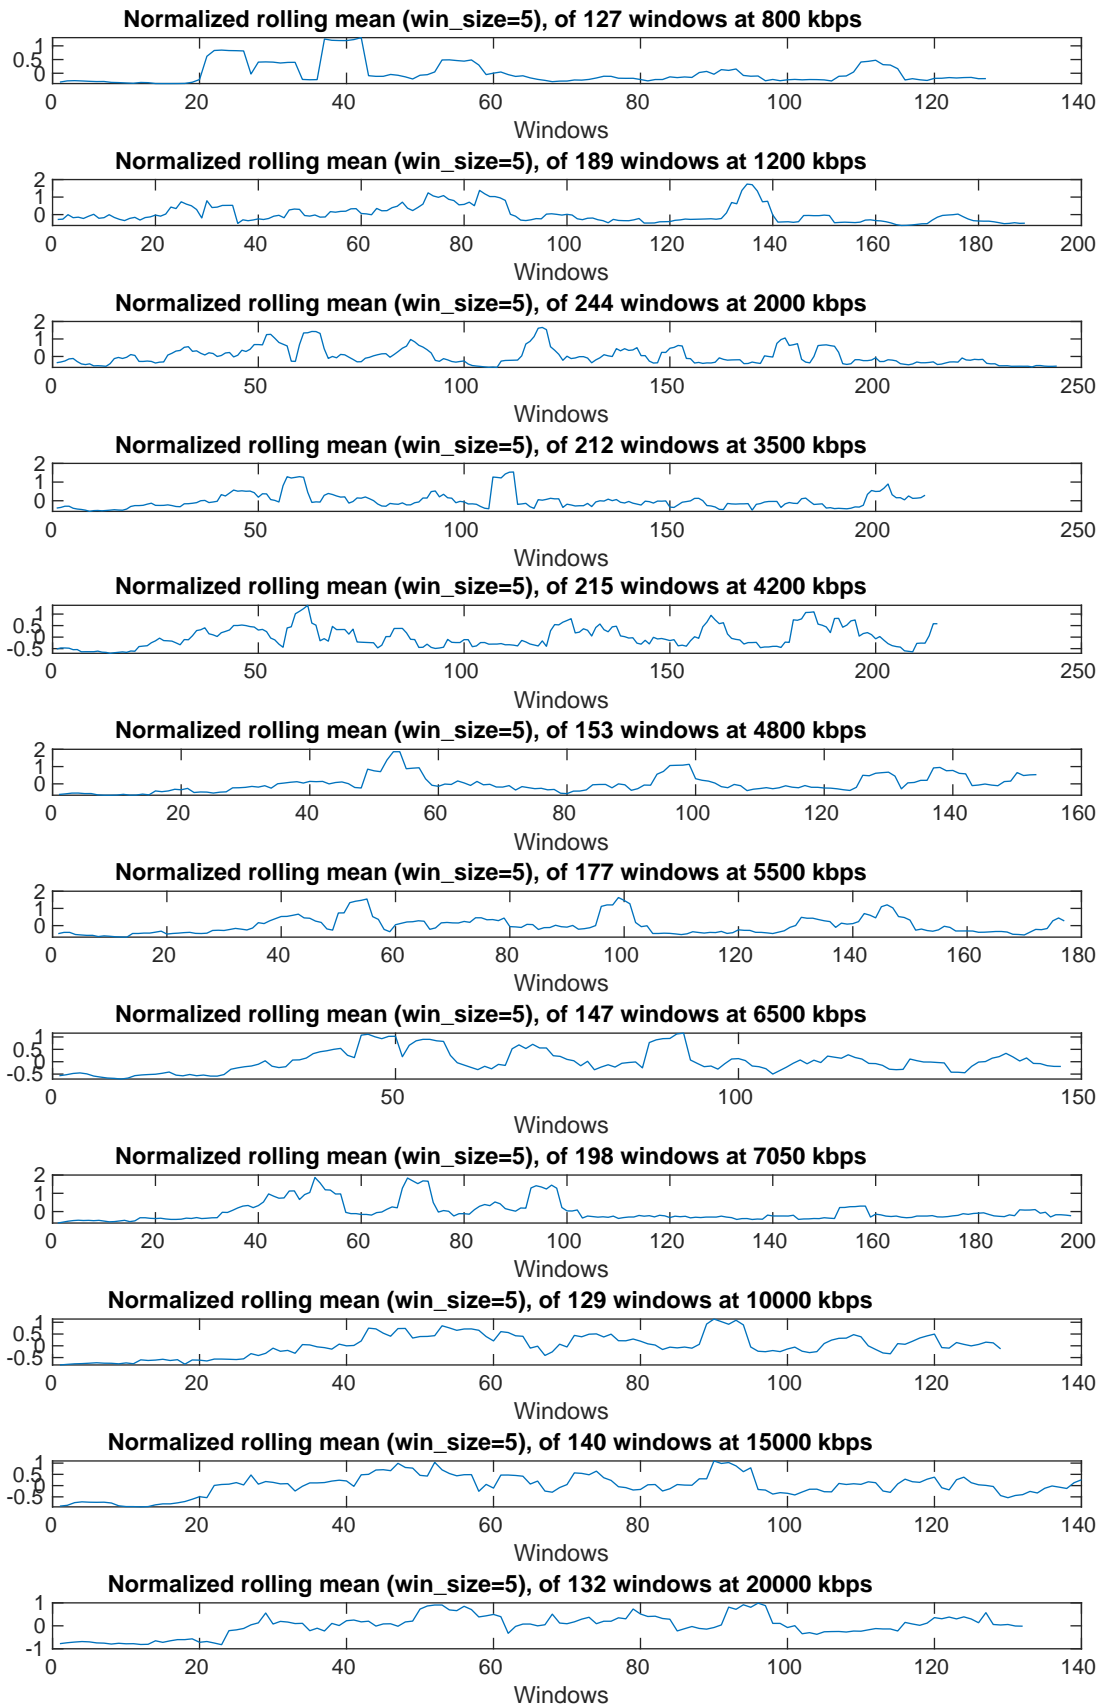 Normalized rolling mean (win_size=5), of 127 windows at 800 kbps
1
0.5
0
0 20 40 60 80 100 120 140
Windows
Normalized rolling mean (win_size=5), of 189 windows at 1200 kbps
2
1
0
0 20 40 60 80 100 120 140 160 180 200
Windows
Normalized rolling mean (win_size=5), of 244 windows at 2000 kbps
2
1
0
0 50 100 150 200 250
Windows
Normalized rolling mean (win_size=5), of 212 windows at 3500 kbps
2
1
0
0 50 100 150 200 250
Windows
Normalized rolling mean (win_size=5), of 215 windows at 4200 kbps
1
0.5
0
-0.5
0 50 100 150 200 250
Windows
Normalized rolling mean (win_size=5), of 153 windows at 4800 kbps
2
1
0
0 20 40 60 80 100 120 140 160
Windows
Normalized rolling mean (win_size=5), of 177 windows at 5500 kbps
2
1
0
0 20 40 60 80 100 120 140 160 180
Windows
Normalized rolling mean (win_size=5), of 147 windows at 6500 kbps
1
0.5
0
-0.5
0 50 100 150
Windows
Normalized rolling mean (win_size=5), of 198 windows at 7050 kbps
2
1
0
0 20 40 60 80 100 120 140 160 180 200
Windows
Normalized rolling mean (win_size=5), of 129 windows at 10000 kbps
1
0.5
0
-0.5
0 20 40 60 80 100 120 140
Windows
Normalized rolling mean (win_size=5), of 140 windows at 15000 kbps
1
0.5
0
-0.5
0 20 40 60 80 100 120 140
Windows
Normalized rolling mean (win_size=5), of 132 windows at 20000 kbps
1
0
-1
0 20 40 60 80 100 120 140
Windows